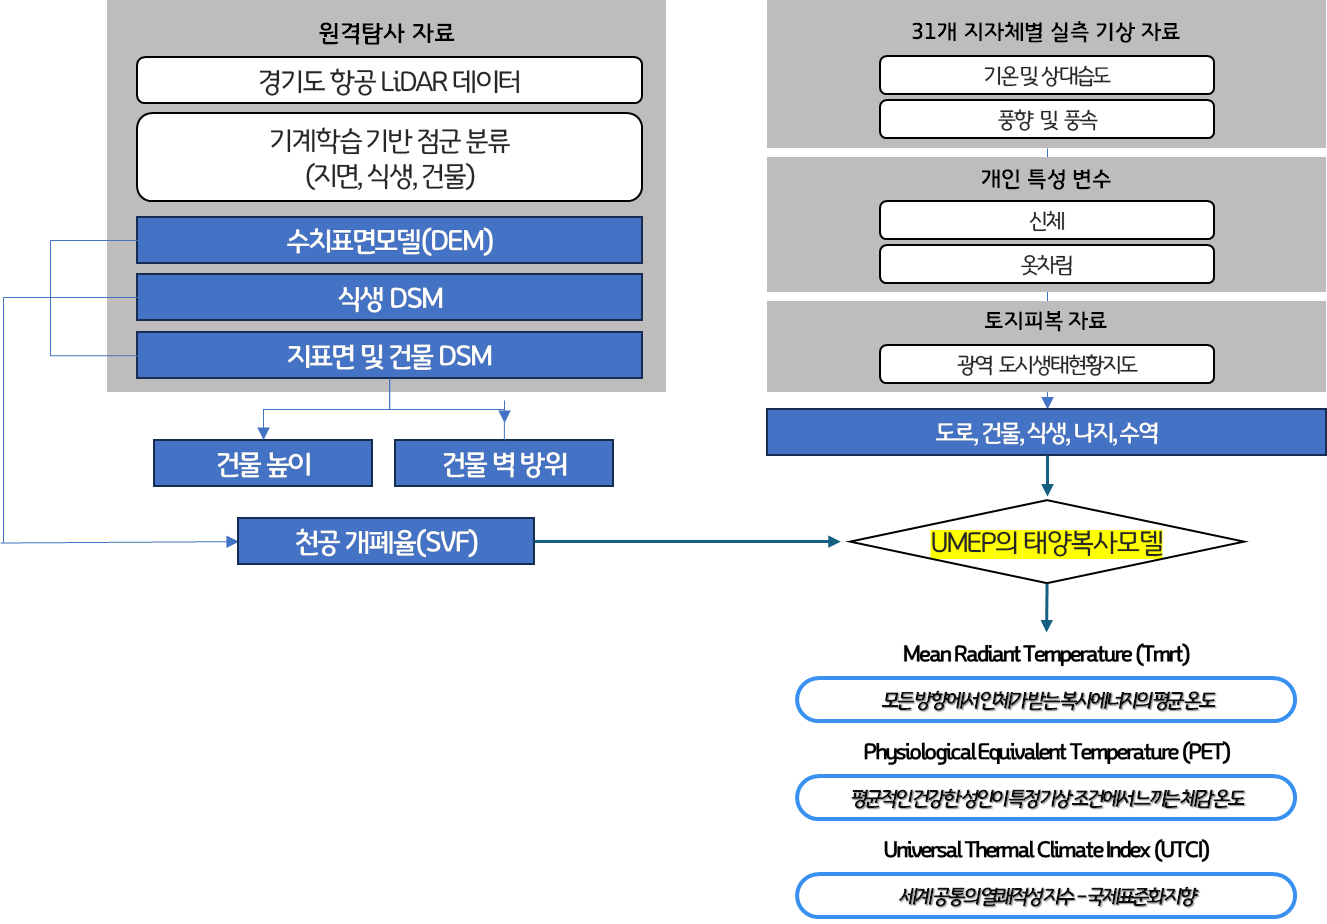 원격탐사 자료
경기도 항공 LiDAR 데이터
기계학습 기반 점군 분류
(지면, 식생, 건물)
수치표면모델(DEM)
식생 DSM
지표면 및 건물 DSM
건물 높이
건물 벽 방위
천공 개폐율(SVF)
31개 지자체별 실측 기상 자료
기온 및 상대습도
풍향 및 풍속
개인 특성 변수
신체
옷차림
토지피복 자료
광역 도시생태현황지도
도로, 건물, 식생, 나지, 수역
UMEP의 태양복사모델
Mean Radiant Temperature (Tmrt)
모든 방향에서 인체가 받는 복사에너지의 평균 온도
Physiological Equivalent Temperature (PET)
평균적인 건강한 성인이 특정 기상 조건에서 느끼는 체감 온도
Universal Thermal Climate Index (UTCI)
세계 공통의 열쾌적성 지수 - 국제표준화 지향